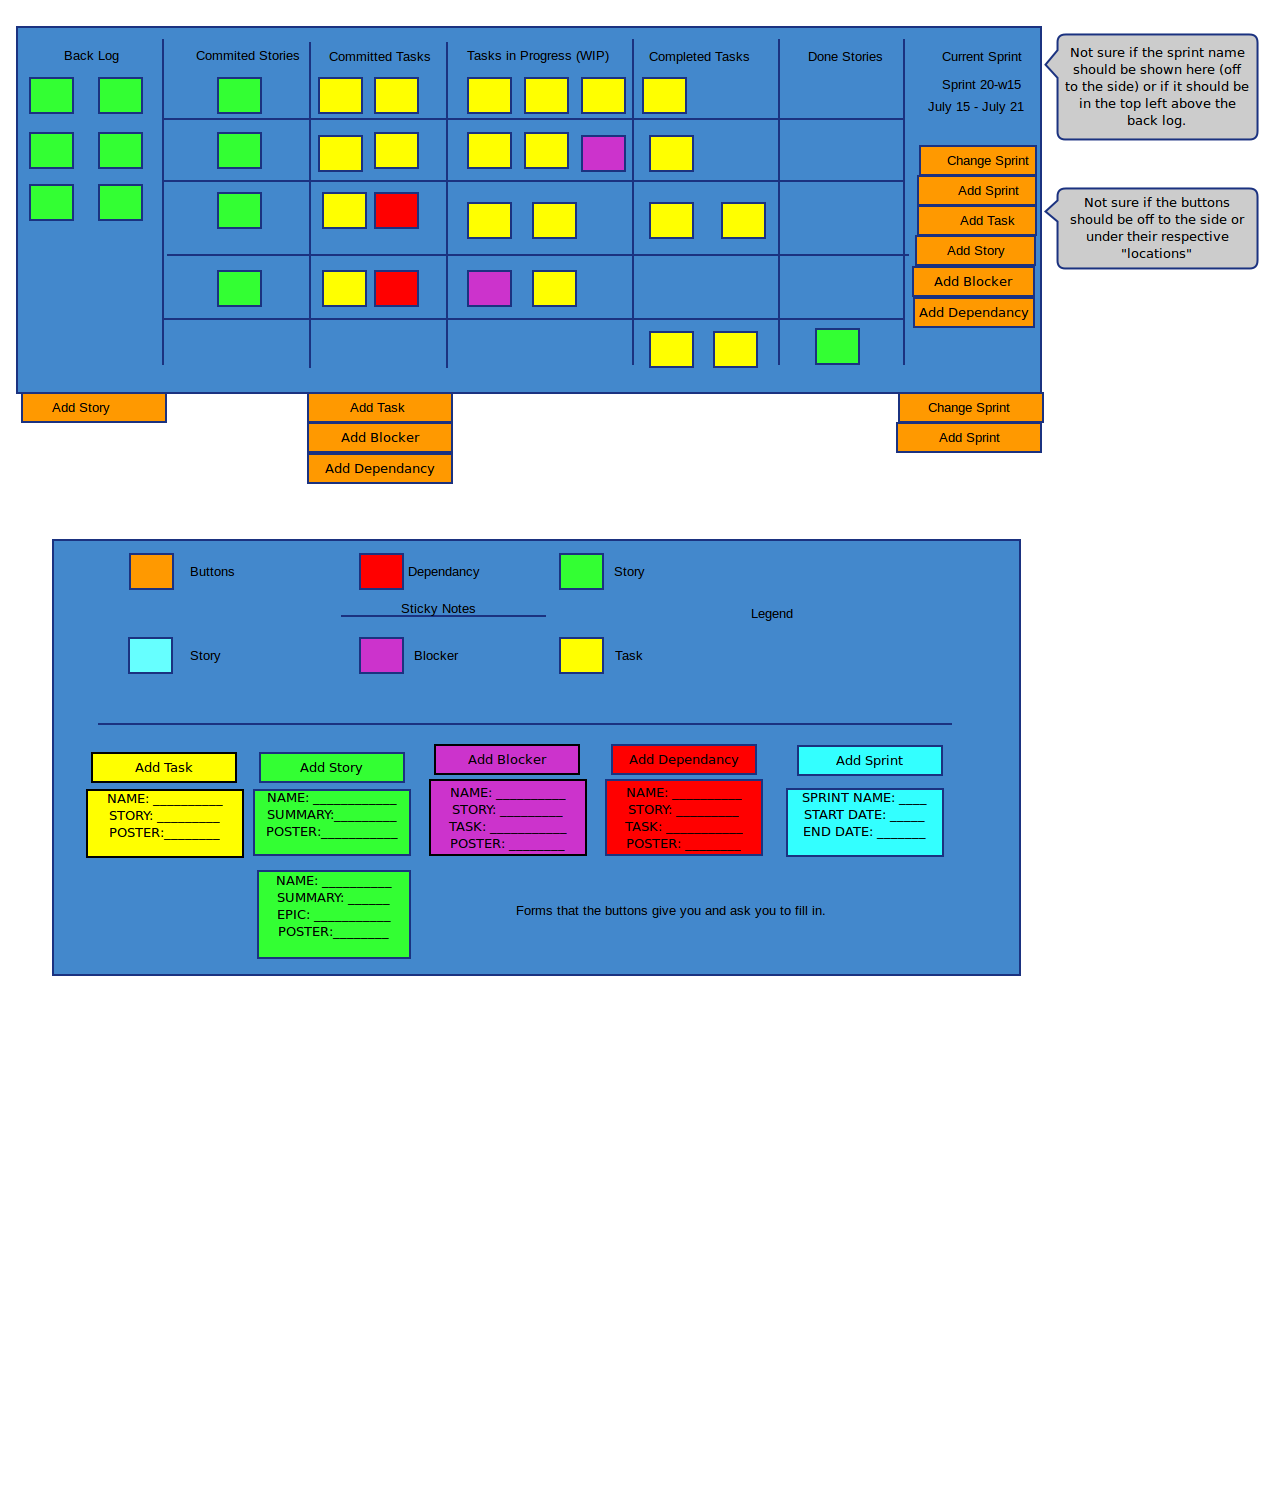 Back Log
Commited Stories
Committed Tasks
Tasks in Progress (WIP)
Completed Tasks
Done Stories
Current Sprint
Sprint 20-w15
July 15 - July 21
Not sure if the sprint name
should be shown here (off
to the side) or if it should be
in the top left above the
back log.
Change Sprint
Add Sprint
Add Task
Add Story
Add Blocker
Add Dependancy
Not sure if the buttons
should be off to the side or
under their respective
"locations"
Add Story
Add Task
Add Blocker
Add Dependancy
Change Sprint
Add Sprint
Buttons
Dependancy
Story
Sticky Notes
Legend
Story
Blocker
Task
Add Task
NAME: __________
STORY: _________
POSTER:________
Add Story
NAME: ____________
SUMMARY:_________
POSTER:___________
Add Blocker
NAME: __________
STORY: _________
TASK: ___________
POSTER: ________
Add Dependancy
NAME: __________
STORY: _________
TASK: ___________
POSTER: ________
Add Sprint
SPRINT NAME: ____
START DATE: _____
END DATE: _______
NAME: __________
SUMMARY: ______
EPIC: ___________
POSTER:________
Forms that the buttons give you and ask you to fill in.